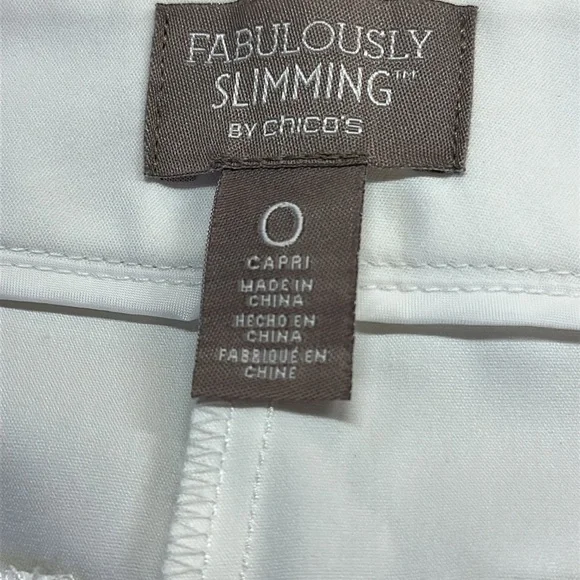 FABULOUSLY
SLIMMING™
BY chico's
0
CAPRI
MADE IN
CHINA
HECHO EN
CHINA
FABRIQUÉ EN
CHINE